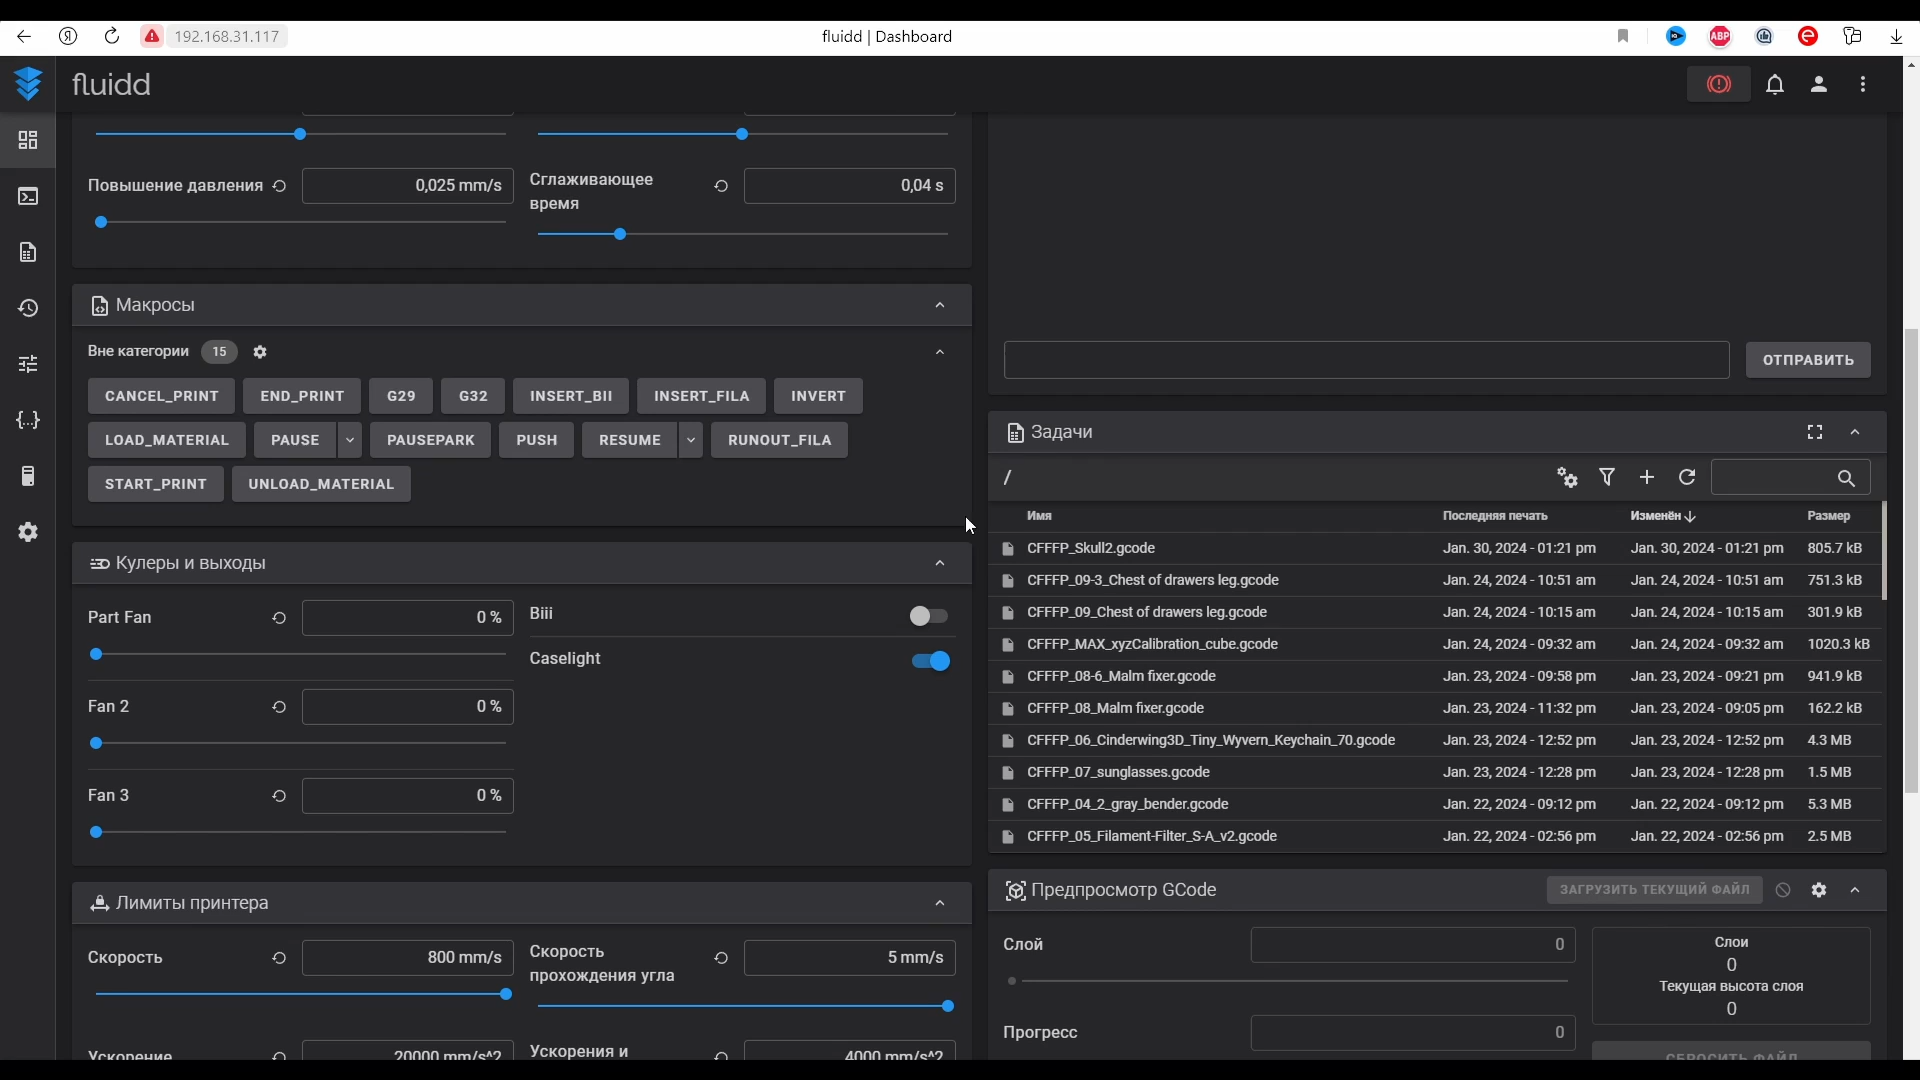 192.168.31.117
fluidd | Dashboard
ABP
fluidd
Повышение давления
0,025 mm/s
Сглаживающее
время
0,04 s
Макросы
Вне категории 15
CANCEL_PRINT END_PRINT G29 G32 INSERT_BII INSERT_FILA INVERT
LOAD_MATERIAL PAUSE PAUSEPARK PUSH RESUME RUNOUT_FILA
START_PRINT UNLOAD_MATERIAL
Кулеры и выходы
Part Fan 0 %
Fan 2 0 %
Fan 3 0 %
Biii
Caselight
Лимиты принтера
Скорость 800 mm/s
Скорость
прохождения угла
5 mm/s
Ускорение 20000 mm/s^2
Ускорения и 4000 mm/s^2
ОТПРАВИТЬ
Задачи
/
Имя Последняя печать Изменён Размер
CFFFP_Skull2.gcode Jan. 30, 2024 - 01:21 pm Jan. 30, 2024 - 01:21 pm 805.7 kB
CFFFP_09-3_Chest of drawers leg.gcode Jan. 24, 2024 - 10:51 am Jan. 24, 2024 - 10:51 am 751.3 kB
CFFFP_09_Chest of drawers leg.gcode Jan. 24, 2024 - 10:15 am Jan. 24, 2024 - 10:15 am 301.9 kB
CFFFP_MAX_xyzCalibration_cube.gcode Jan. 24, 2024 - 09:32 am Jan. 24, 2024 - 09:32 am 1020.3 kB
CFFFP_08-6_Malm fixer.gcode Jan. 23, 2024 - 09:58 pm Jan. 23, 2024 - 09:21 pm 941.9 kB
CFFFP_08_Malm fixer.gcode Jan. 23, 2024 - 11:32 pm Jan. 23, 2024 - 09:05 pm 162.2 kB
CFFFP_06_Cinderwing3D_Tiny_Wyvern_Keychain_70.gcode Jan. 23, 2024 - 12:52 pm Jan. 23, 2024 - 12:52 pm 4.3 MB
CFFFP_07_sunglasses.gcode Jan. 23, 2024 - 12:28 pm Jan. 23, 2024 - 12:28 pm 1.5 MB
CFFFP_04_2_gray_bender.gcode Jan. 22, 2024 - 09:12 pm Jan. 22, 2024 - 09:12 pm 5.3 MB
CFFFP_05_Filament-Filter_S-A_v2.gcode Jan. 22, 2024 - 02:56 pm Jan. 22, 2024 - 02:56 pm 2.5 MB
Предпросмотр GCode ЗАГРУЗИТЬ ТЕКУЩИЙ ФАЙЛ
Слой 0
Прогресс 0
Слои
0
Текущая высота слоя
0
СБРОСИТЬ ФАЙЛ